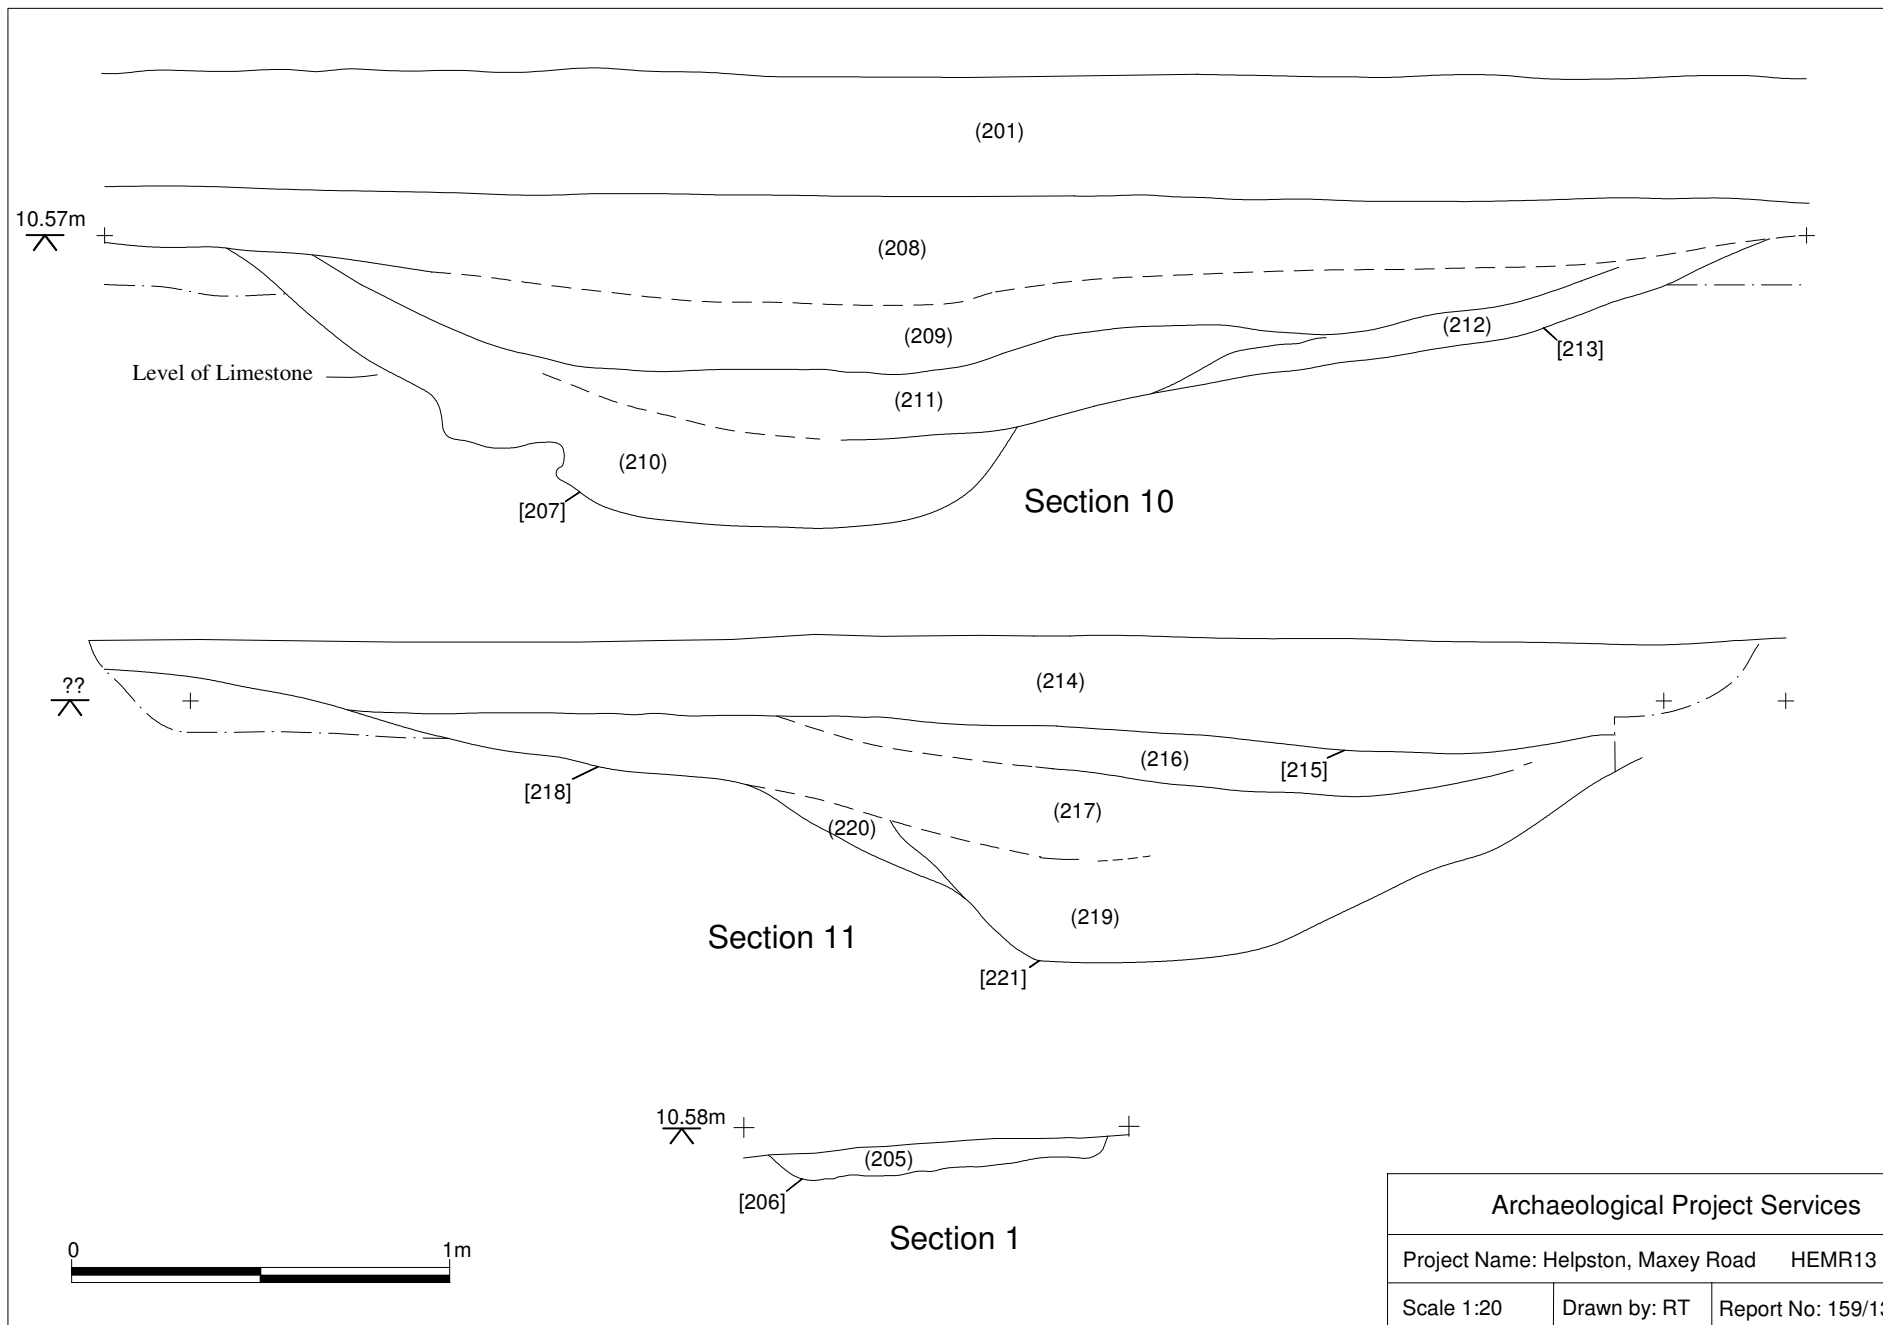 (201)
10.57m
(208)
(209)
(212)
[213]
Level of Limestone
(211)
(210)
[207]
Section 10
(214)
??
(216)
[215]
[218]
(217)
(220)
(219)
Section 11
[221]
10.58m
(205)
[206]
Section 1
0 1m
Archaeological Project Services
Project Name: Helpston, Maxey Road HEMR13
Scale 1:20 Drawn by: RT Report No: 159/13